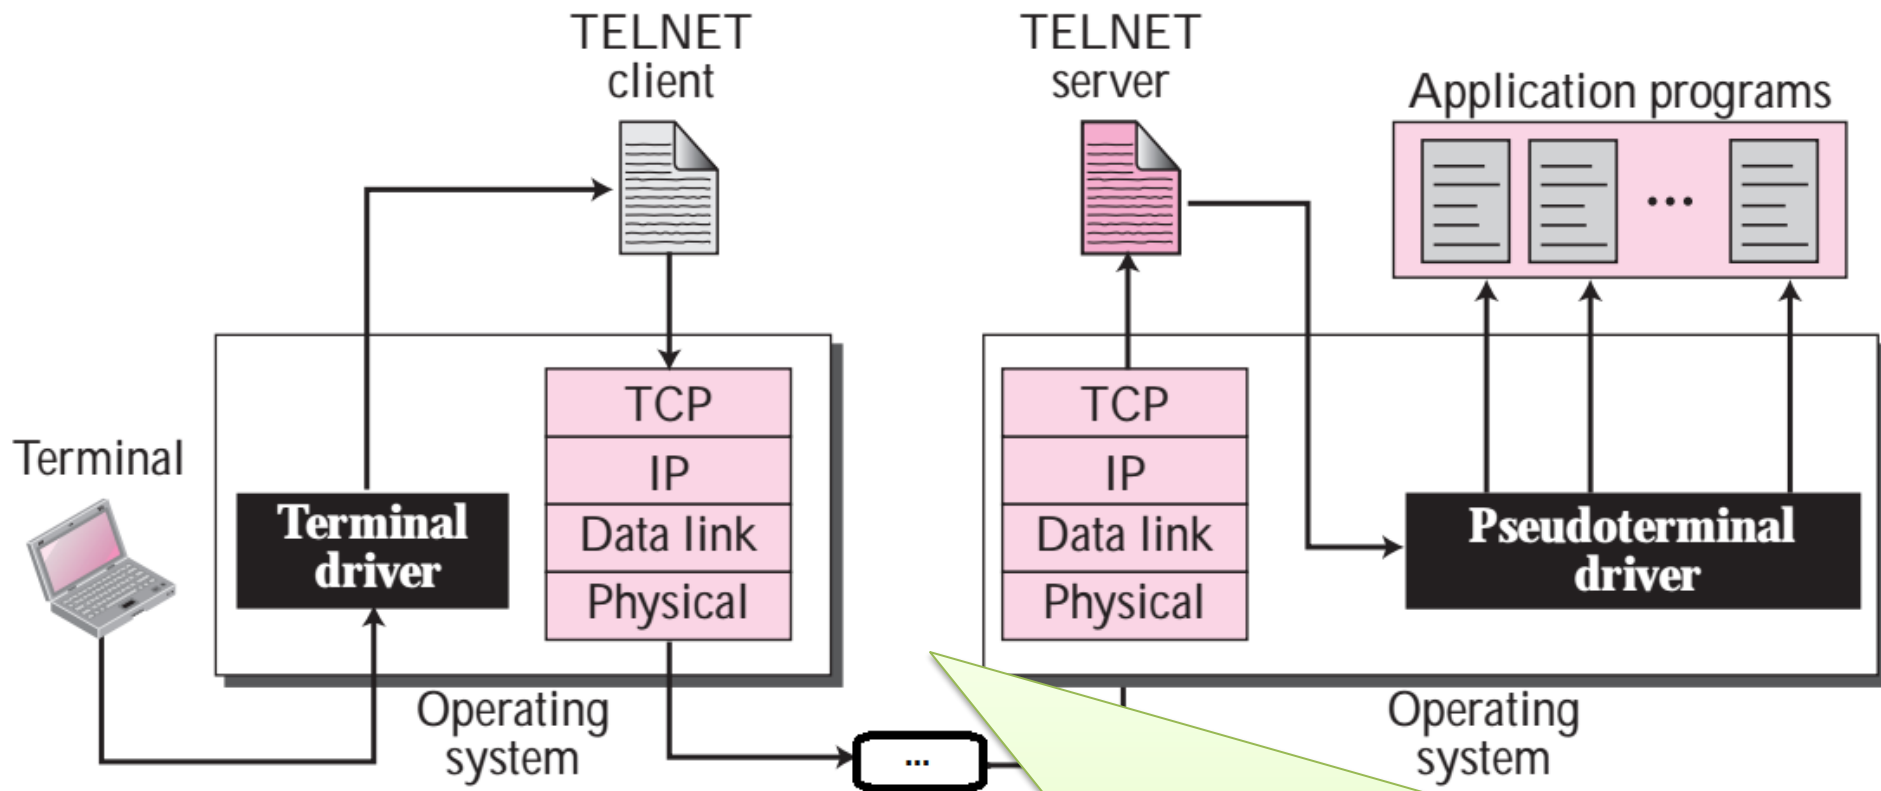 TELNET
client
TELNET
server
Application programs
...
Terminal
Terminal
driver
TCP
IP
Data link
Physical
TCP
IP
Data link
Physical
Pseudoterminal
driver
Operating
system
...
Operating
system